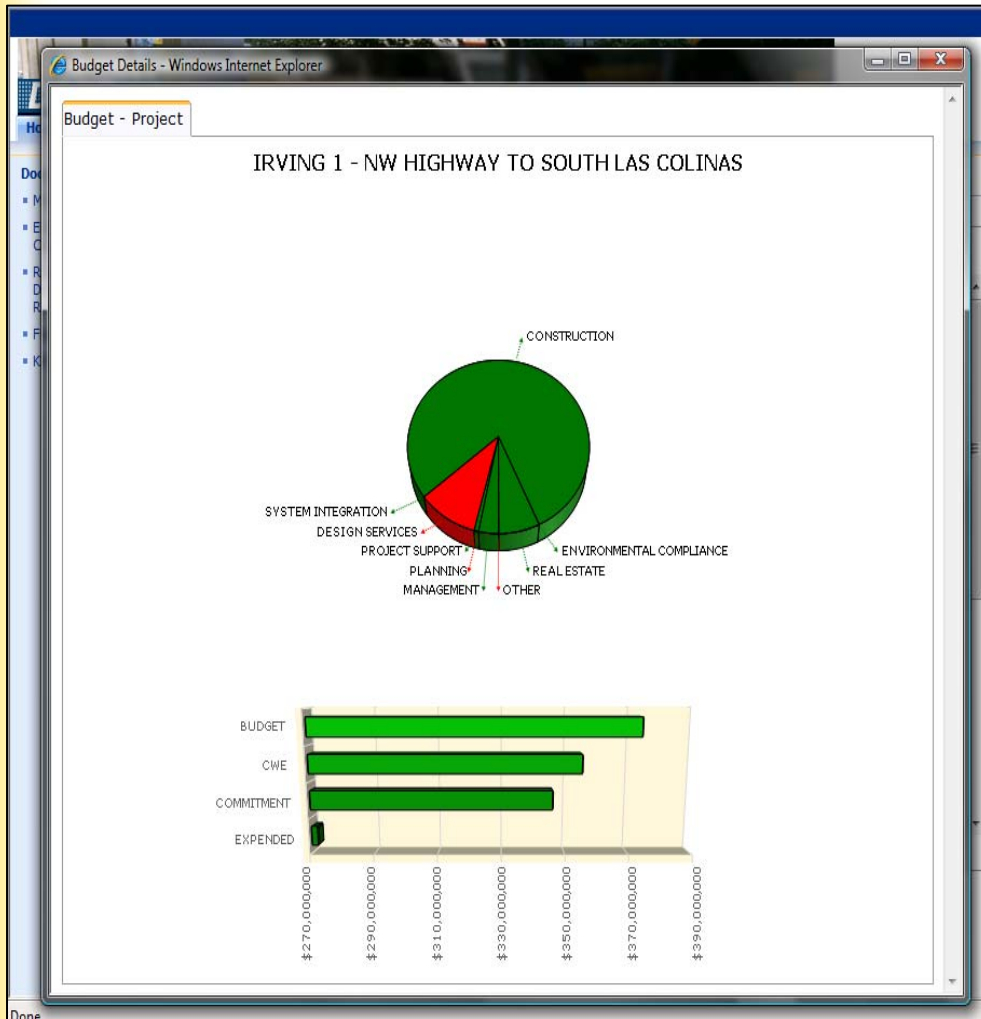 Budget Details - Windows Internet Explorer
Budget - Project
IRVING 1 - NW HIGHWAY TO SOUTH LAS COLINAS
CONSTRUCTION
SYSTEM INTEGRATION
DESIGN SERVICES
PROJECT SUPPORT
ENVIRONMENTAL COMPLIANCE
PLANNING
REAL ESTATE
MANAGEMENT
OTHER
BUDGET
CWE
COMMITMENT
EXPENDED
$270,000,000
$290,000,000
$310,000,000
$330,000,000
$350,000,000
$370,000,000
$390,000,000
Done